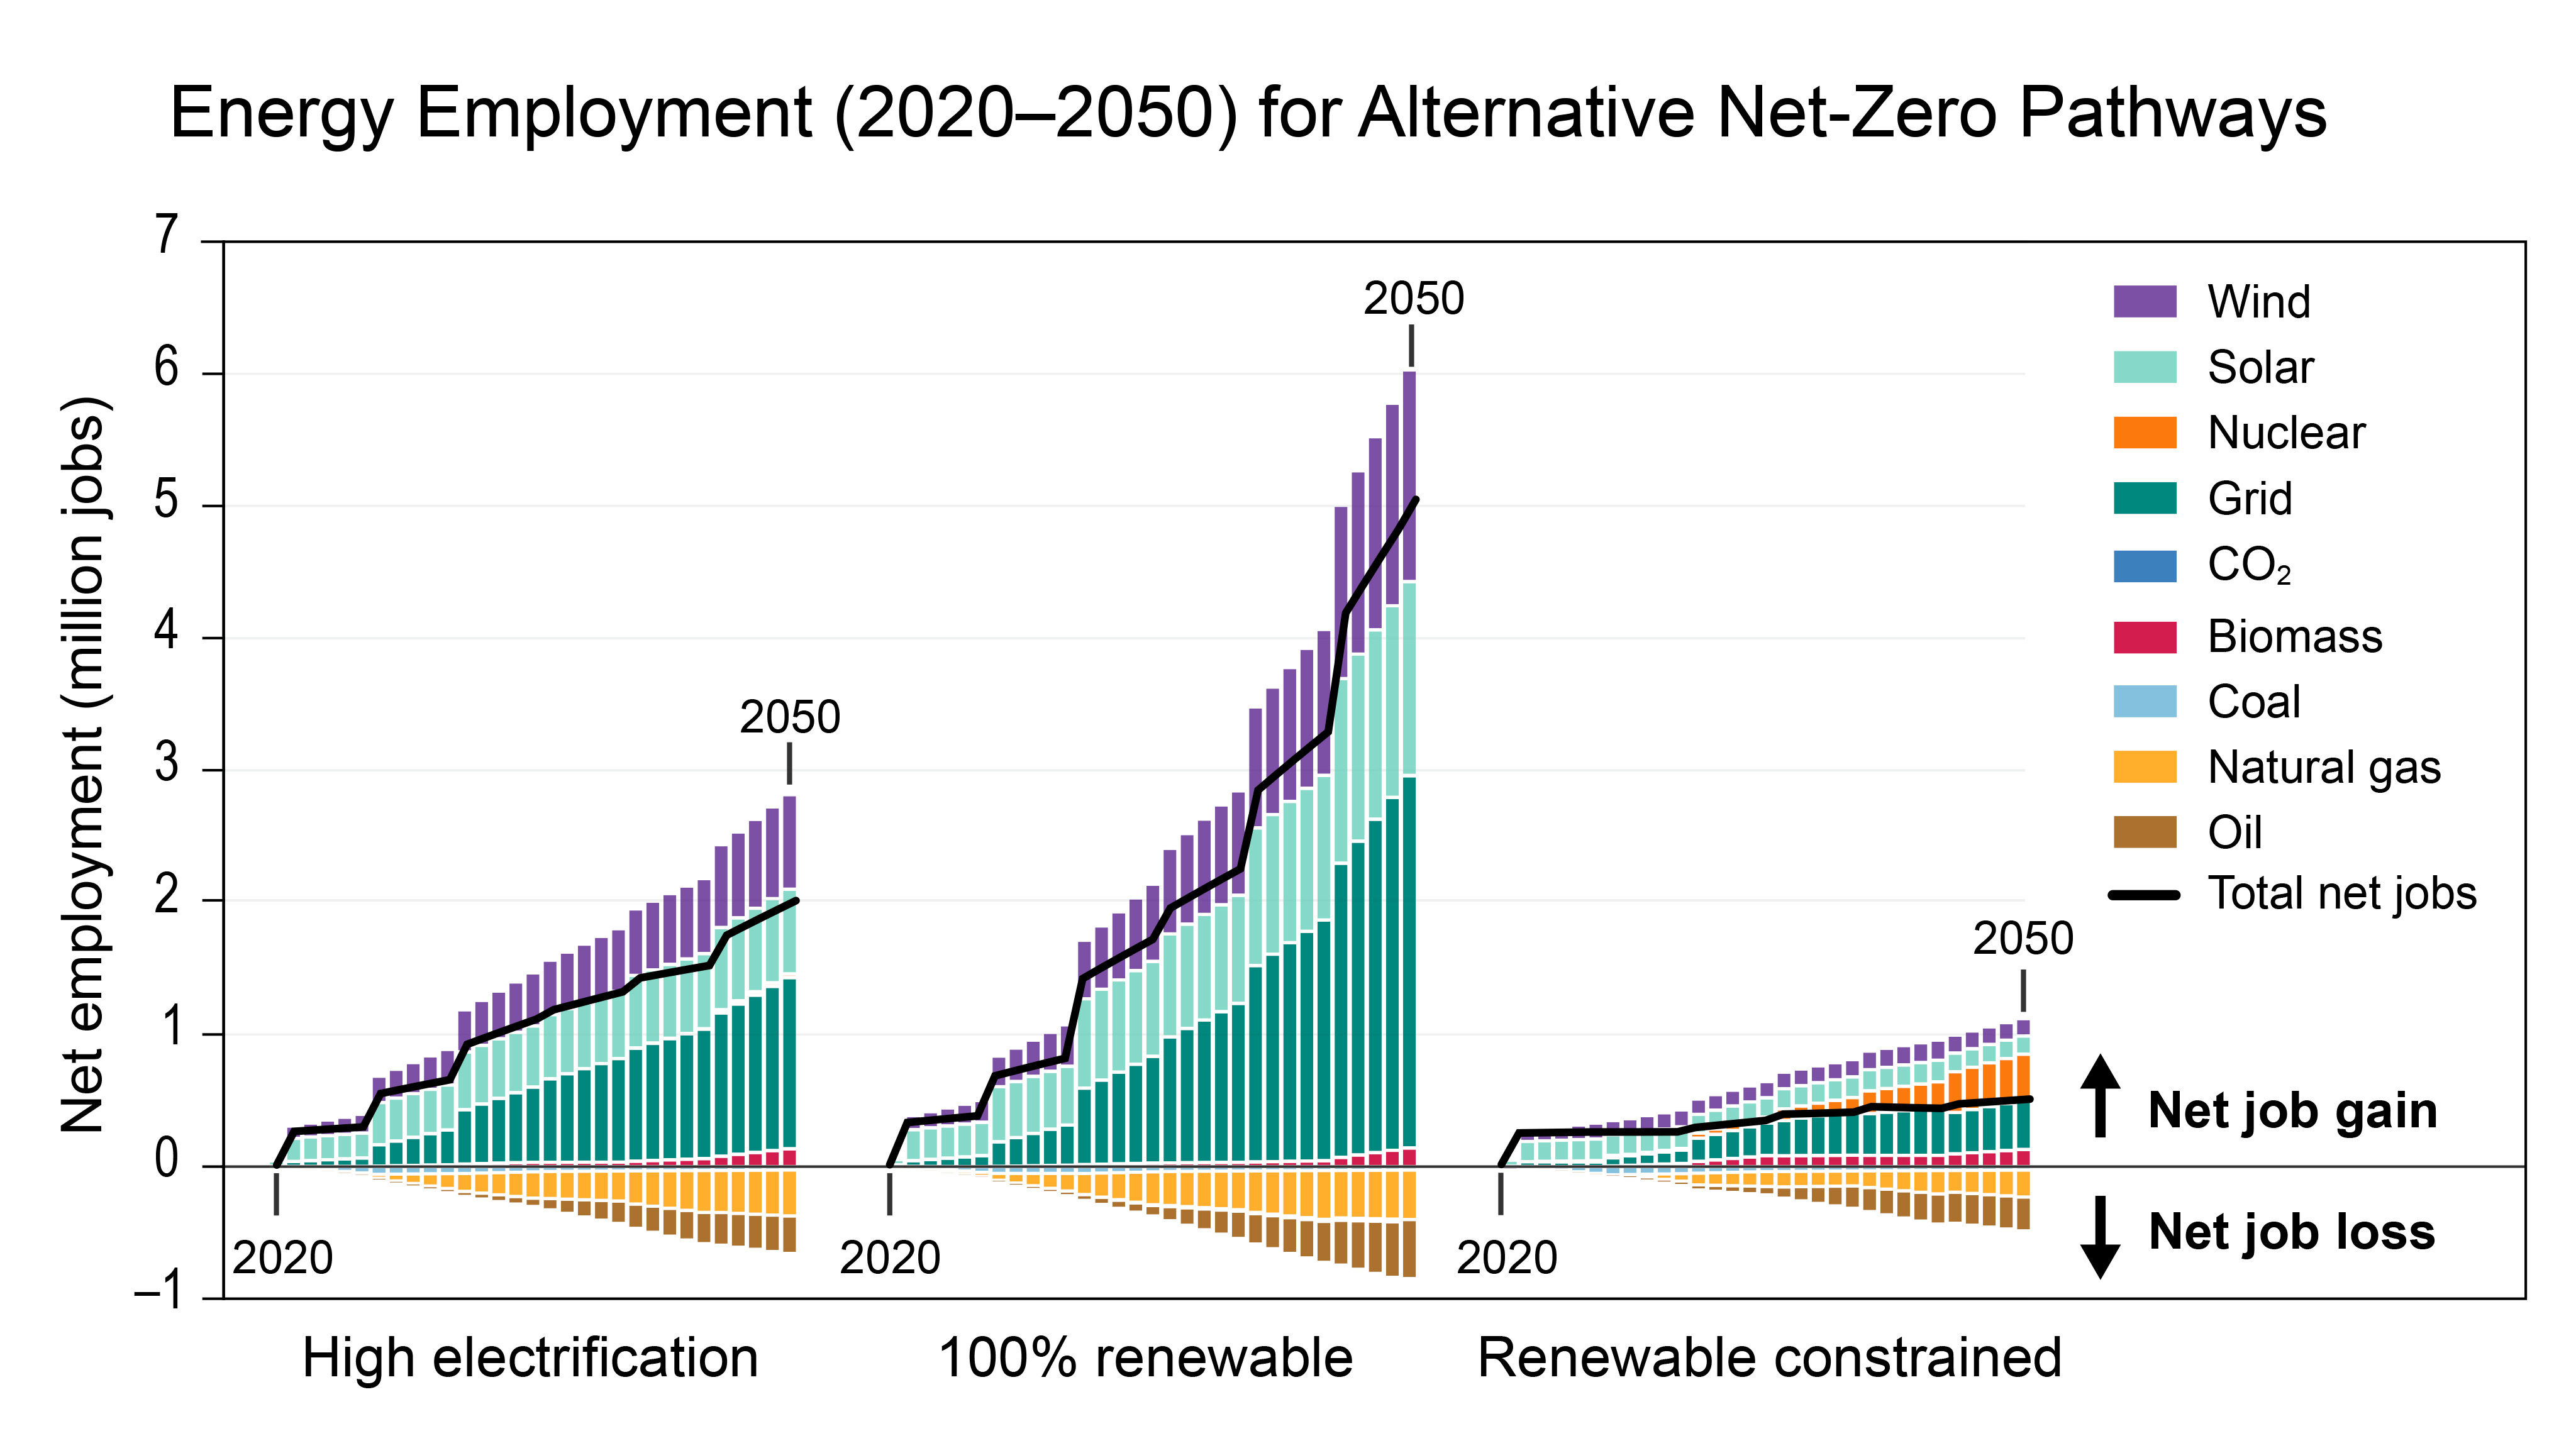 Energy Employment (2020–2050) for Alternative Net-Zero Pathways
Net employment (million jobs)
7
6
5
4
3
2
1
0
–1
2050
2050
2050
2020
2020
2020
High electrification
100% renewable
Renewable constrained
Wind
Solar
Nuclear
Grid
CO₂
Biomass
Coal
Natural gas
Oil
Total net jobs
Net job gain
Net job loss